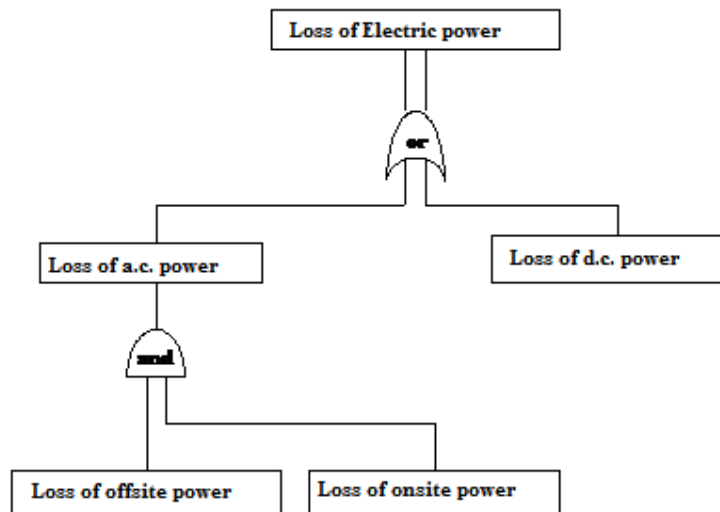 Loss of Electric power
or
Loss of a.c. power
Loss of d.c. power
and
Loss of offsite power
Loss of onsite power